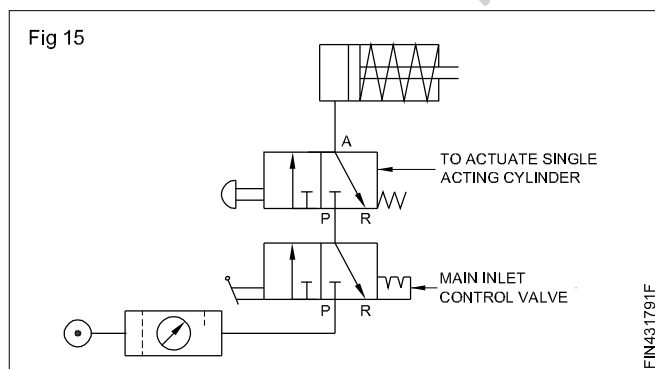 Fig 15
A
TO ACTUATE SINGLE
ACTING CYLINDER
P R
MAIN INLET
CONTROL VALVE
P R
FIN431791F